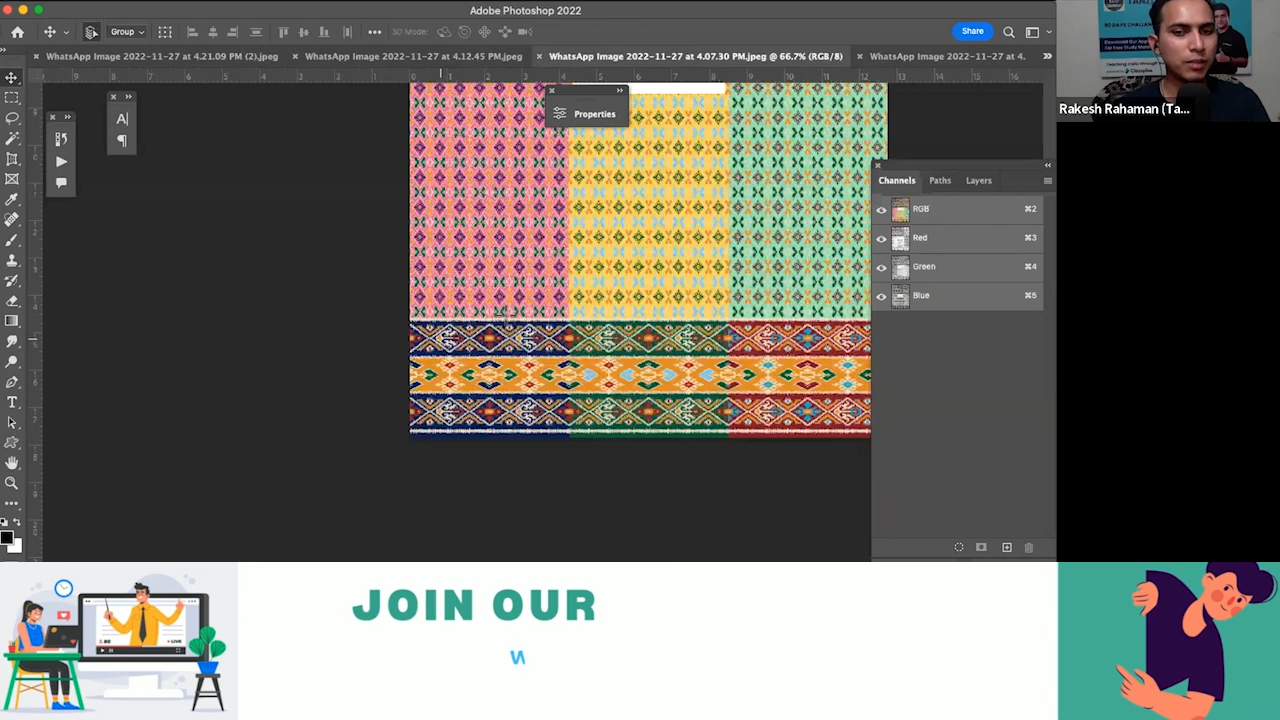 Adobe Photoshop 2022
Group
3D Mode:
Share
WhatsApp Image 2022-11-27 at 4.21.09 PM (2).jpeg
WhatsApp Image 2022-11-27 at 4.12.45 PM.jpeg
WhatsApp Image 2022-11-27 at 4.07.30 PM.jpeg @ 66.7% (RGB/8)
WhatsApp Image 2022-11-27 at 4.
Properties
Channels
Paths
Layers
RGB ⌘2
Red ⌘3
Green ⌘4
Blue ⌘5
Rakesh Rahaman (Ta...
JOIN OUR
W